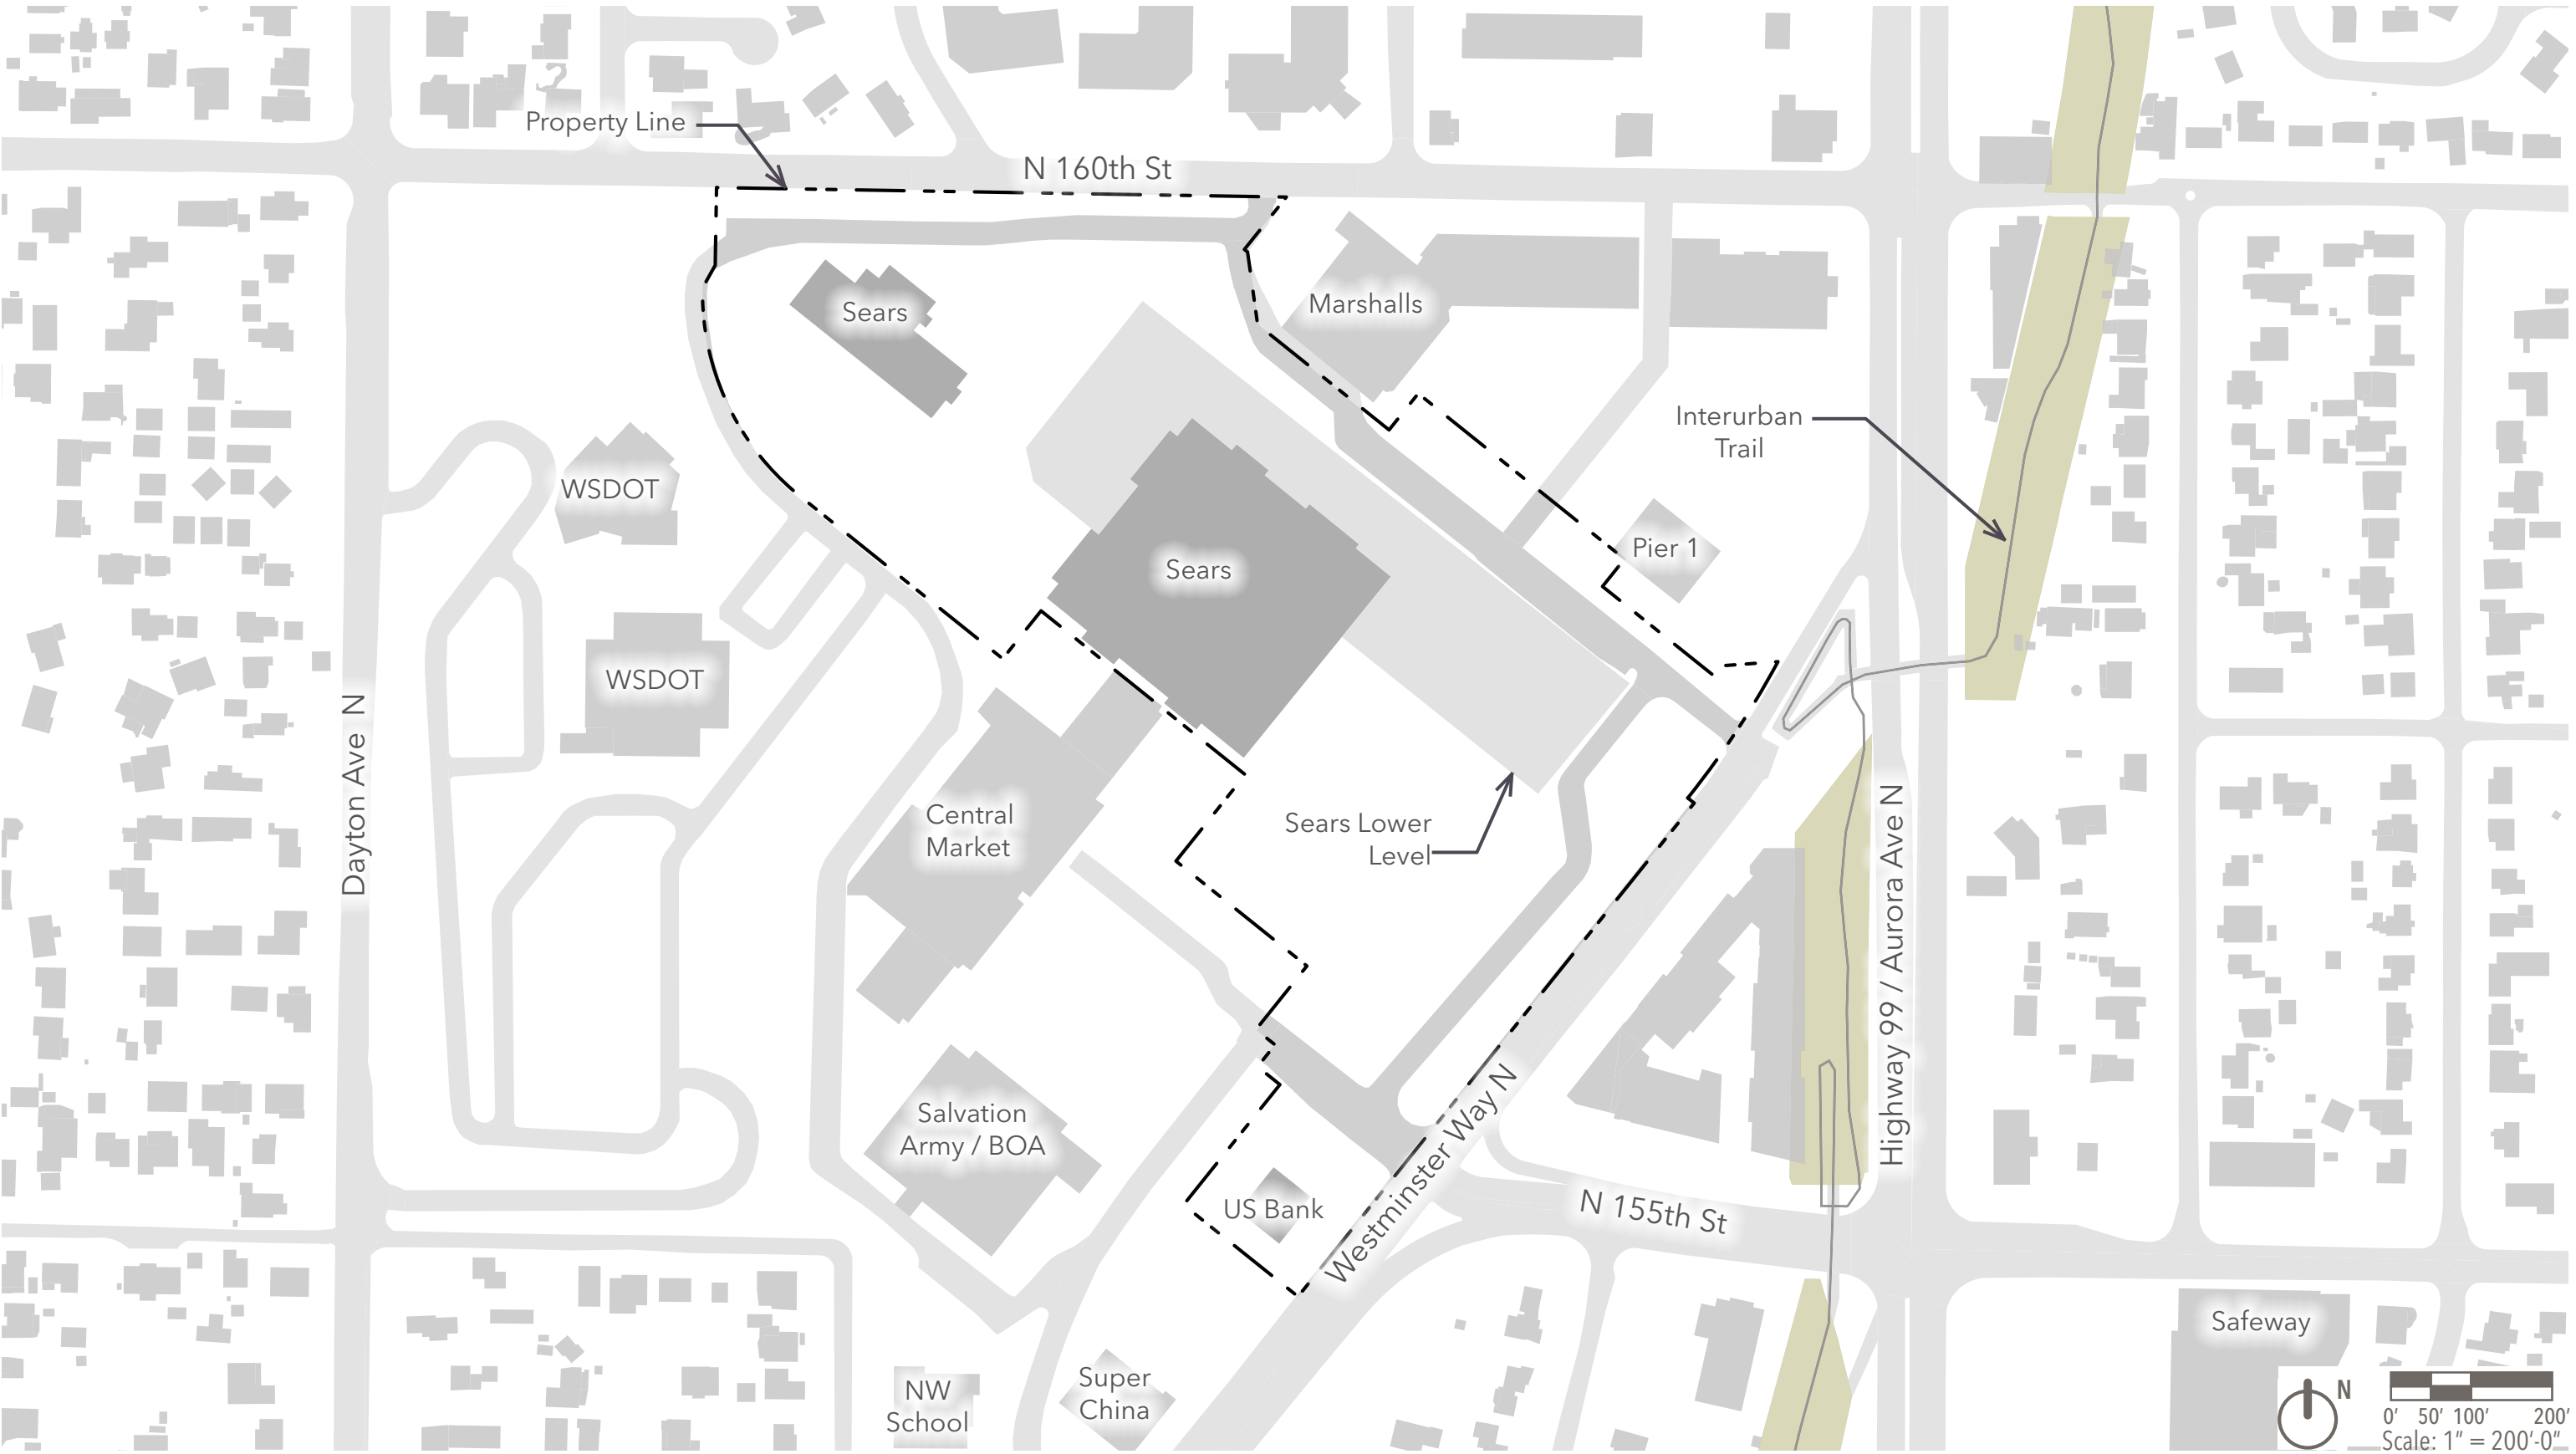 Property Line
N 160th St
Sears
Marshalls
Interurban
Trail
WSDOT
Pier 1
Sears
WSDOT
Dayton Ave N
Central
Market
Sears Lower
Level
Highway 99 / Aurora Ave N
Salvation
Army / BOA
US Bank
Westminster Way N
N 155th St
Safeway
NW
School
Super
China
N
0' 50' 100' 200'
Scale: 1" = 200'-0"